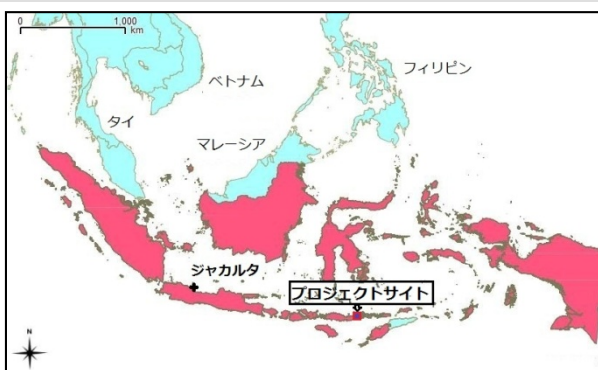 0 1,000
km
ベトナム
フィリピン
タイ
マレーシア
ジャカルタ
プロジェクトサイト
N